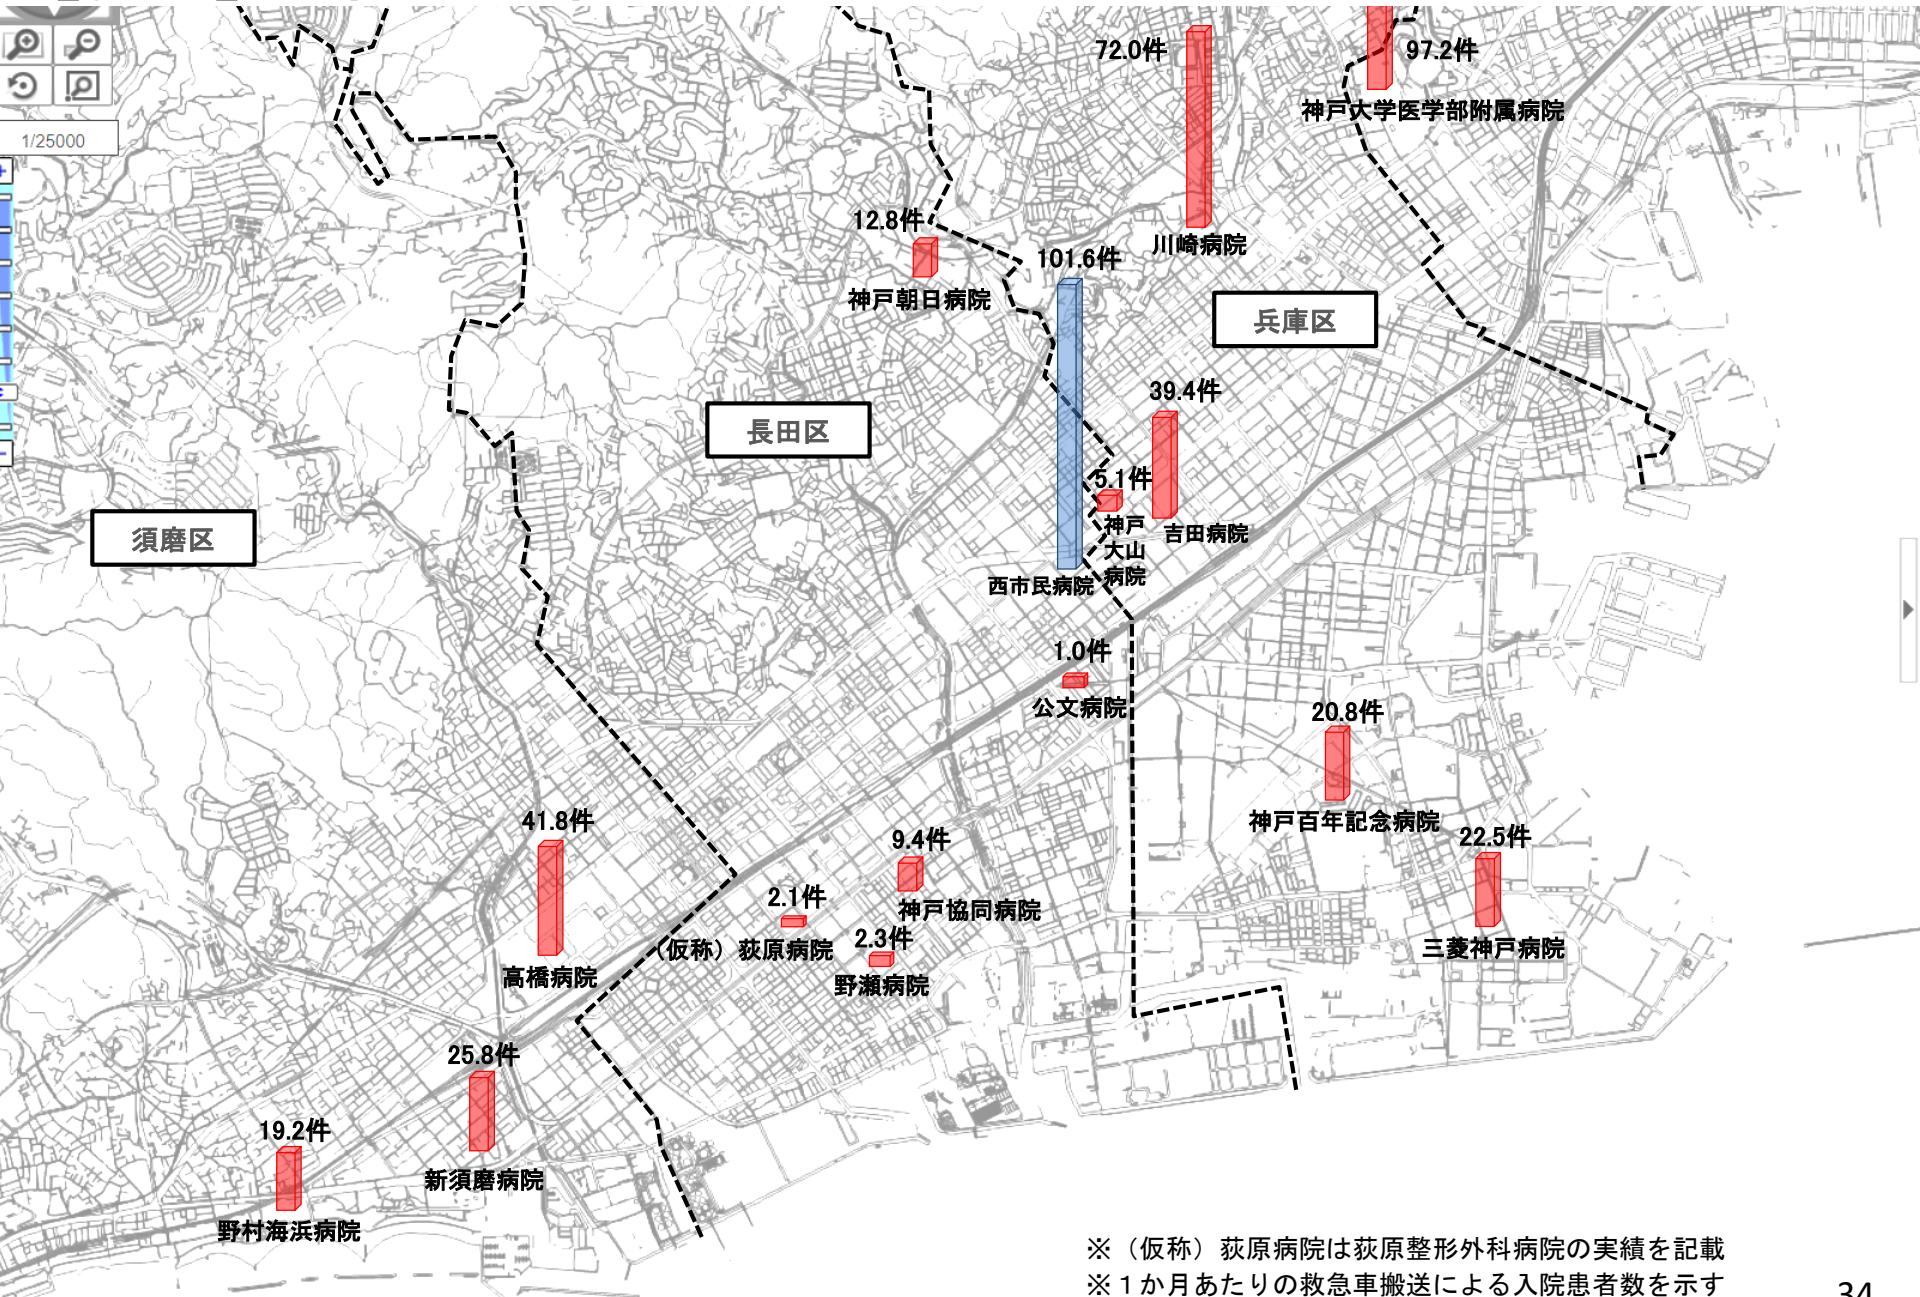 1/25000
72.0件
川崎病院
97.2件
神戸大学医学部附属病院
12.8件
神戸朝日病院
101.6件
西市民病院
兵庫区
長田区
須磨区
39.4件
吉田病院
5.1件
神戸
大山
病院
1.0件
公文病院
20.8件
神戸百年記念病院
22.5件
三菱神戸病院
41.8件
高橋病院
9.4件
神戸協同病院
2.1件
（仮称）荻原病院
2.3件
野瀬病院
25.8件
新須磨病院
19.2件
野村海浜病院
※（仮称）荻原病院は荻原整形外科病院の実績を記載
※１か月あたりの救急車搬送による入院患者数を示す
34